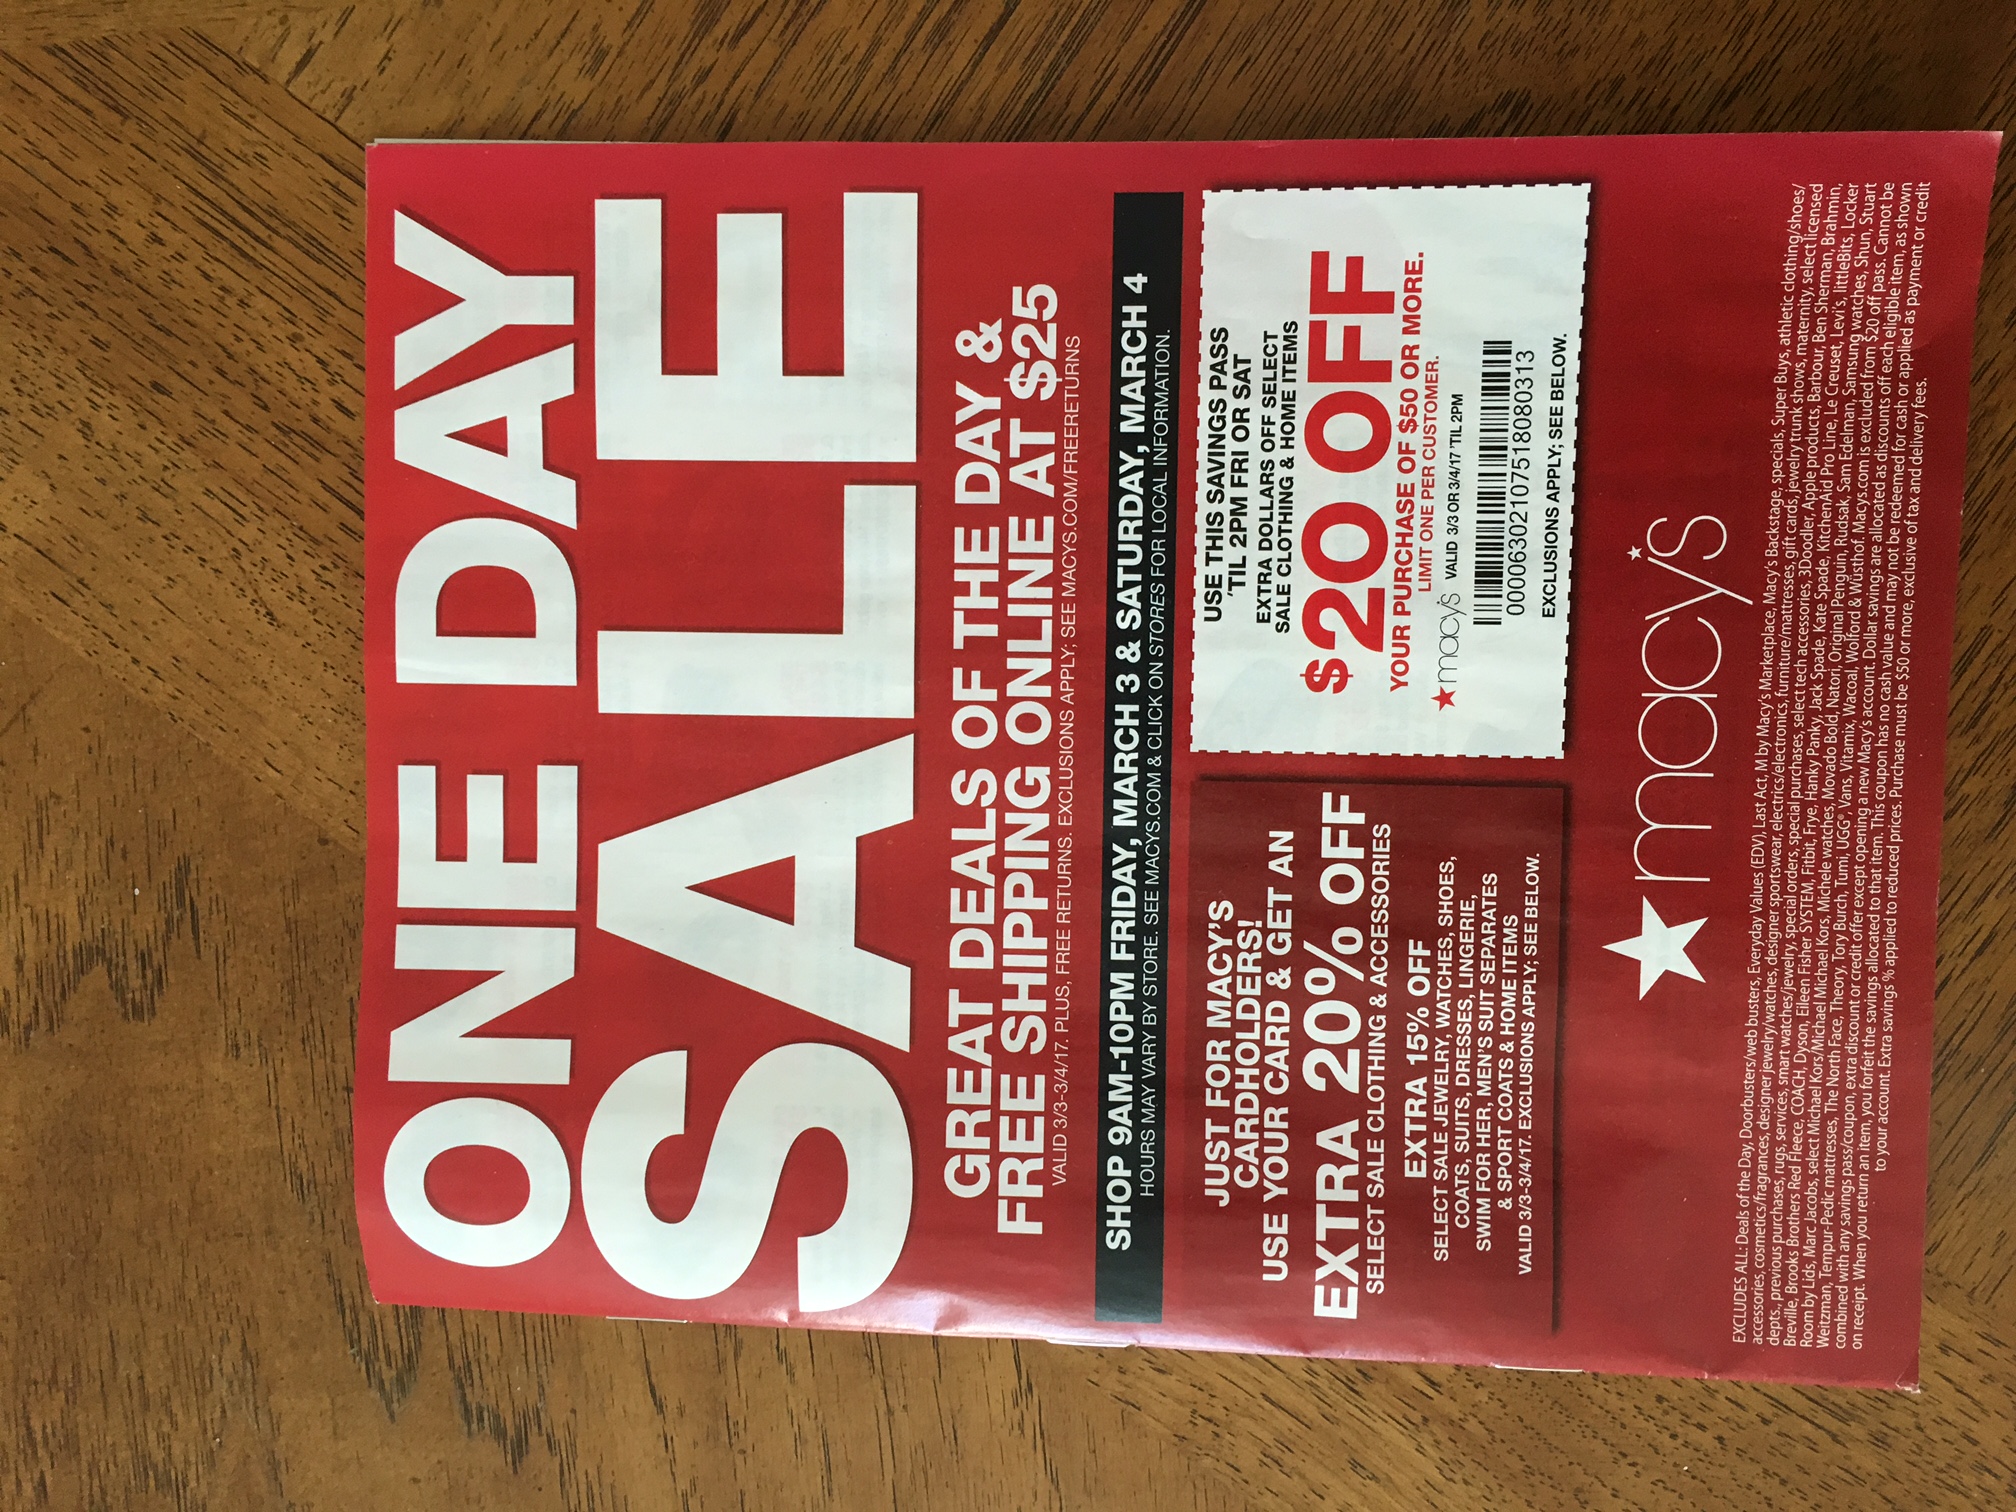 ONE DAY
SALE
GREAT DEALS OF THE DAY &
FREE SHIPPING ONLINE AT $25
VALID 3/3-3/4/17. PLUS, FREE RETURNS. EXCLUSIONS APPLY; SEE MACYS.COM/FREERETURNS
SHOP 9AM-10PM FRIDAY, MARCH 3 & SATURDAY, MARCH 4
HOURS MAY VARY BY STORE. SEE MACYS.COM & CLICK ON STORES FOR LOCAL INFORMATION.
JUST FOR MACY'S
CARDHOLDERS!
USE YOUR CARD & GET AN
EXTRA 20% OFF
SELECT SALE CLOTHING & ACCESSORIES
EXTRA 15% OFF
SELECT SALE JEWELRY, WATCHES, SHOES,
COATS, SUITS, DRESSES, LINGERIE,
SWIM FOR HER, MEN'S SUIT SEPARATES
& SPORT COATS & HOME ITEMS
VALID 3/3-3/4/17. EXCLUSIONS APPLY; SEE BELOW.
USE THIS SAVINGS PASS
'TIL 2PM FRI OR SAT
EXTRA DOLLARS OFF SELECT
SALE CLOTHING & HOME ITEMS
$20 OFF
YOUR PURCHASE OF $50 OR MORE.
LIMIT ONE PER CUSTOMER.
macy's VALID 3/3 OR 3/4/17 'TIL 2PM
00006302107518080313
EXCLUSIONS APPLY; SEE BELOW.
macy's
EXCLUDES ALL: Deals of the Day, Doorbusters/web busters, Everyday Values (EDV), Last Act, M by Macy's Marketplace, Macy's Backstage, specials, Super Buys, athletic clothing/shoes/
accessories, cosmetics/fragrances, designer jewelry/watches, designer sportswear, electrics/electronics, furniture/mattresses, gift cards, jewelry trunk shows, maternity, select licensed
depts., previous purchases, rugs, services, smart watches/jewelry, special orders, special purchases, select tech accessories, 3Doodler, Apple products, Barbour, Ben Sherman, Brahmin,
Breville, Brooks Brothers Red Fleece, COACH, Dyson, Eileen Fisher SYSTEM, Fitbit, Frye, Hanky Panky, Jack Spade, Kate Spade, KitchenAid Pro Line, Le Creuset, Levi's, littleBits, Locker
Room by Lids, Marc Jacobs, select Michael Kors/Michael Michael Kors, Michele watches, Movado Bold, Natori, Original Penguin, Rudsak, Sam Edelman, Samsung watches, Shun, Stuart
Weitzman, Tempur-Pedic mattresses, The North Face, Theory, Tory Burch, Tumi, UGG®, Vans, Vitamix, Wacoal, Wolford & Wüsthof. Macys.com is excluded from $20 off pass. Cannot be
combined with any savings pass/coupon, extra discount or credit offer except opening a new Macy's account. Dollar savings are allocated as discounts off each eligible item, as shown
on receipt. When you return an item, you forfeit the savings allocated to that item. This coupon has no cash value and may not be redeemed for cash or applied as payment or credit
to your account. Extra savings % applied to reduced prices. Purchase must be $50 or more, exclusive of tax and delivery fees.